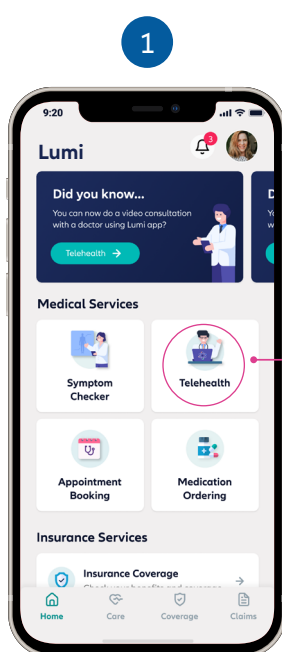 1
9:20
Lumi
3
Did you know...
You can now do a video consultation
with a doctor using Lumi app?
Telehealth
Medical Services
Symptom
Checker
Telehealth
Appointment
Booking
Medication
Ordering
Insurance Services
Insurance Coverage
Home
Care
Coverage
Claims